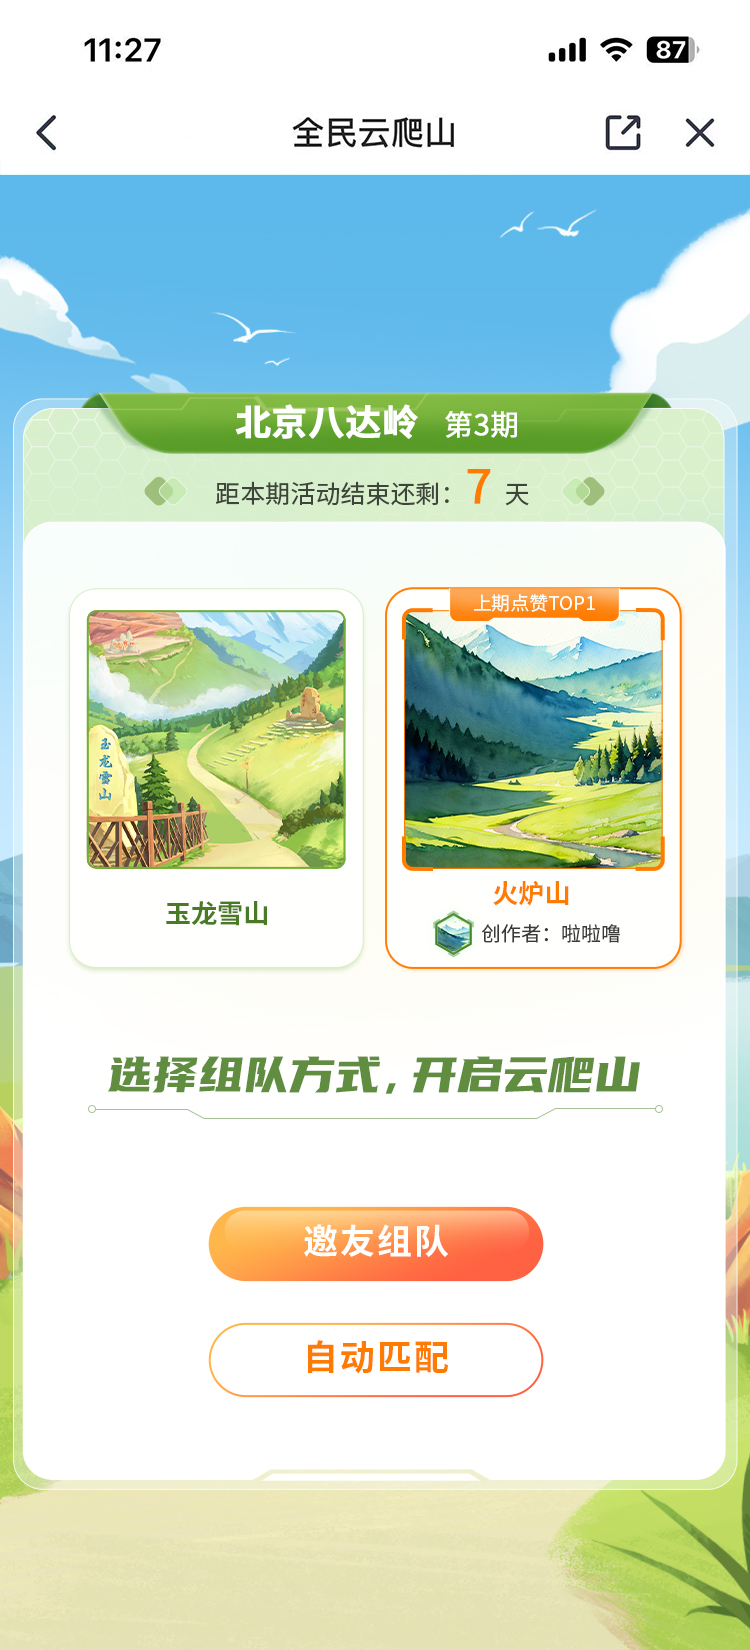 11:27
87
全民云爬山
北京八达岭 第3期
距本期活动结束还剩：7 天
上期点赞TOP1
玉龙雪山
玉龙雪山
火炉山
创作者：啦啦噜
选择组队方式，开启云爬山
邀友组队
自动匹配